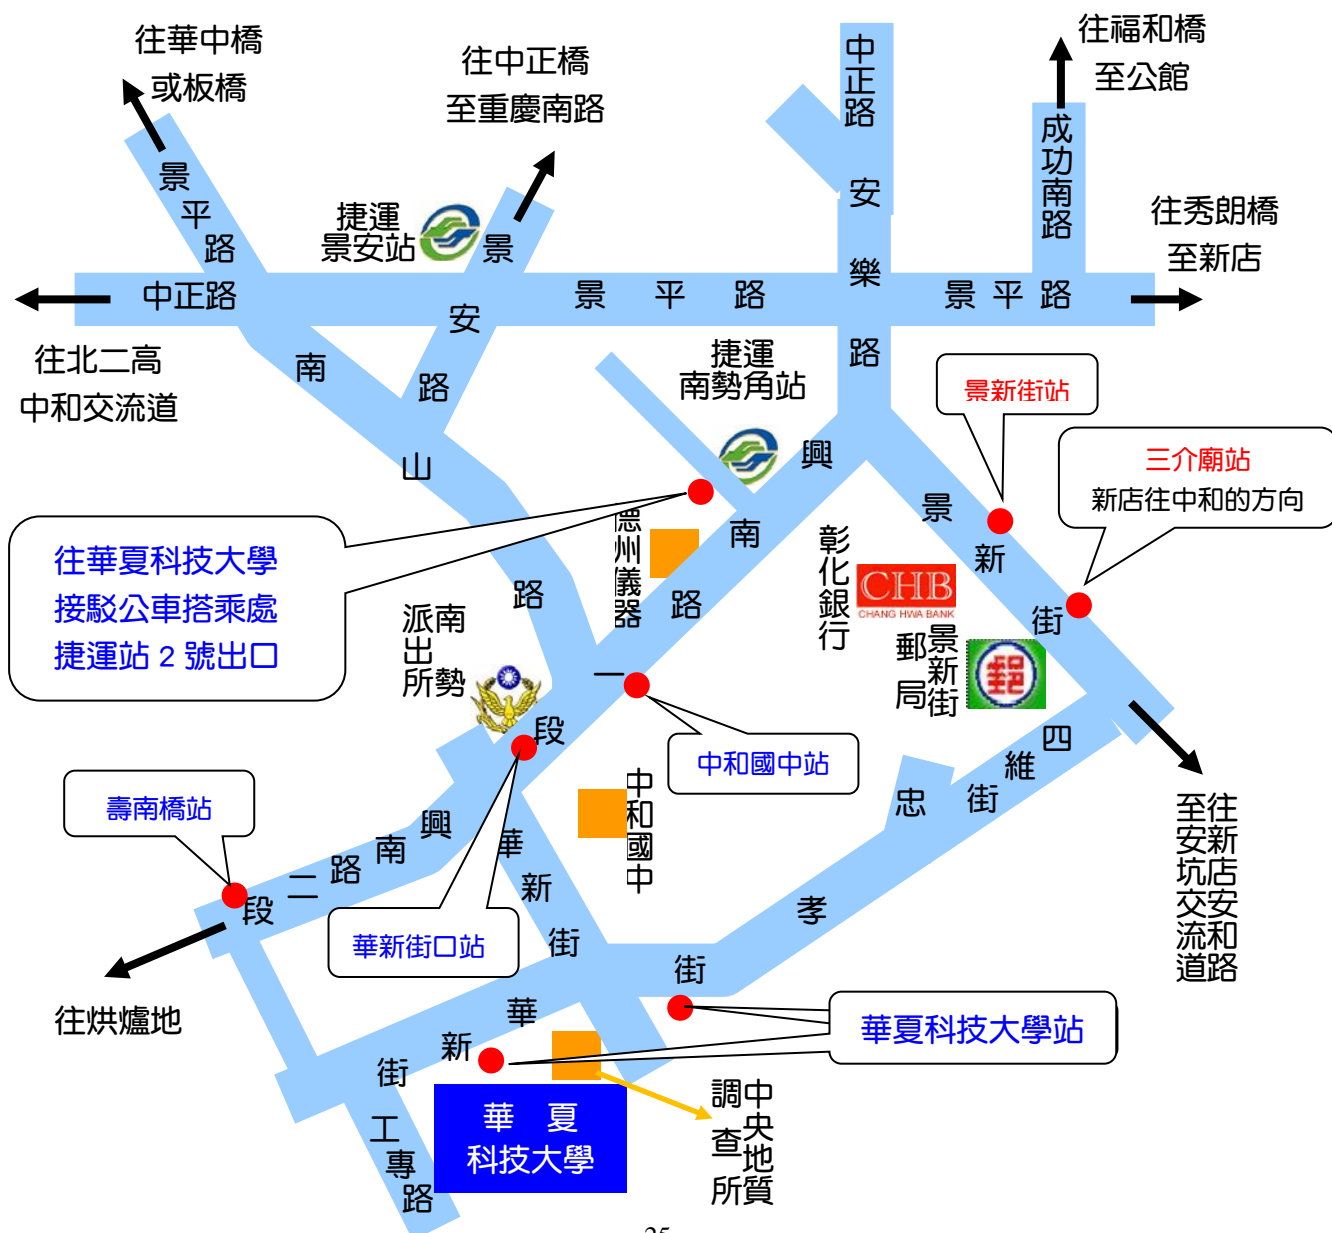 往華中橋
或板橋
往中正橋
至重慶南路
中正路
往福和橋
至公館
成功南路
往秀朗橋
至新店
景平路
捷運
景安站
景安路
中正路
景平路
安樂路
景平路
往北二高
中和交流道
南山路
捷運
南勢角站
景新街站
三介廟站
新店往中和的方向
興南路一段
景新街
往華夏科技大學
接駁公車搭乘處
捷運站 2 號出口
德州儀器
彰化銀行
CHB
CHANG HWA BANK
景新街
郵局
郵
南勢
派出所
中和國中站
中和國中
壽南橋站
興南路二段
華新街
華新街口站
四維街
忠孝街
往新店安和路
至安坑交流道
往烘爐地
華新街
華夏科技大學站
工專路
華 夏
科技大學
中央地質
調查所